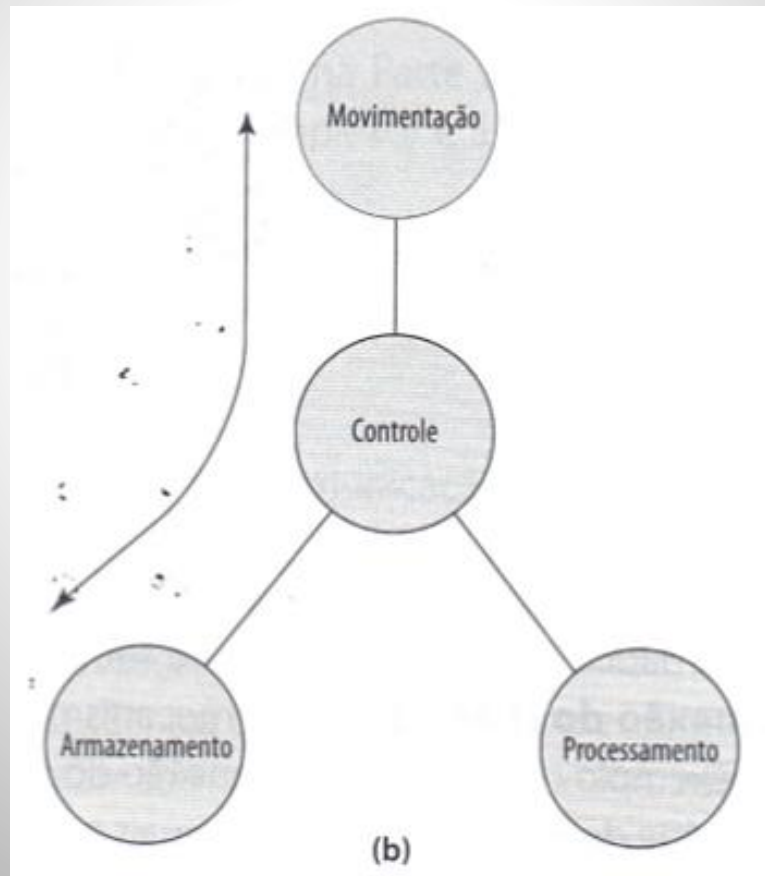 Movimentação
Controle
Armazenamento
Processamento
(b)